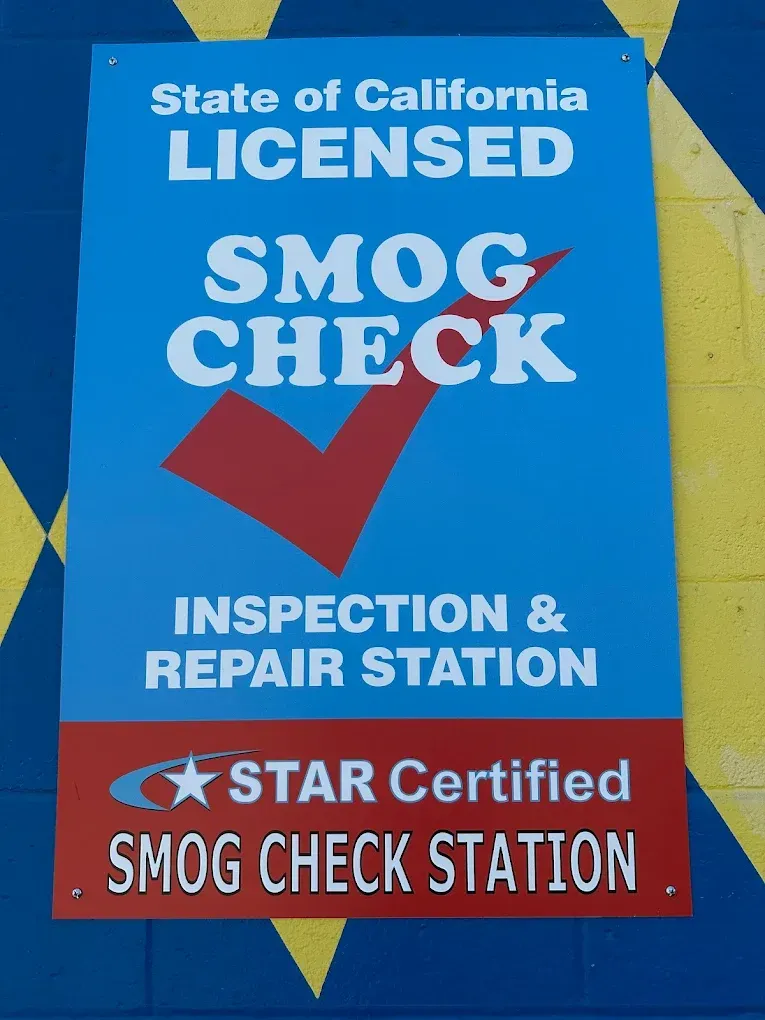 State of California
LICENSED
SMOG
CHECK
INSPECTION &
REPAIR STATION
STAR Certified
SMOG CHECK STATION